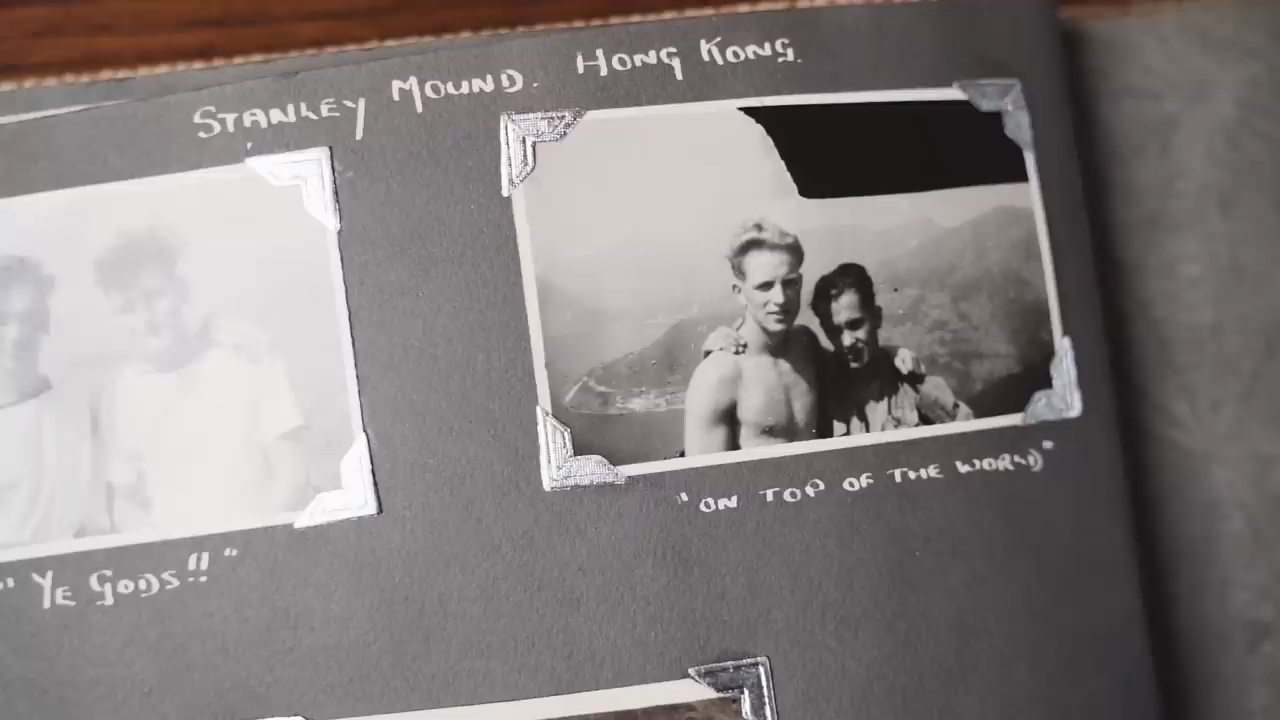 STANLEY MOUND. HONG KONG.
"ON TOP OF THE WORLD"
"YE GODS!!"